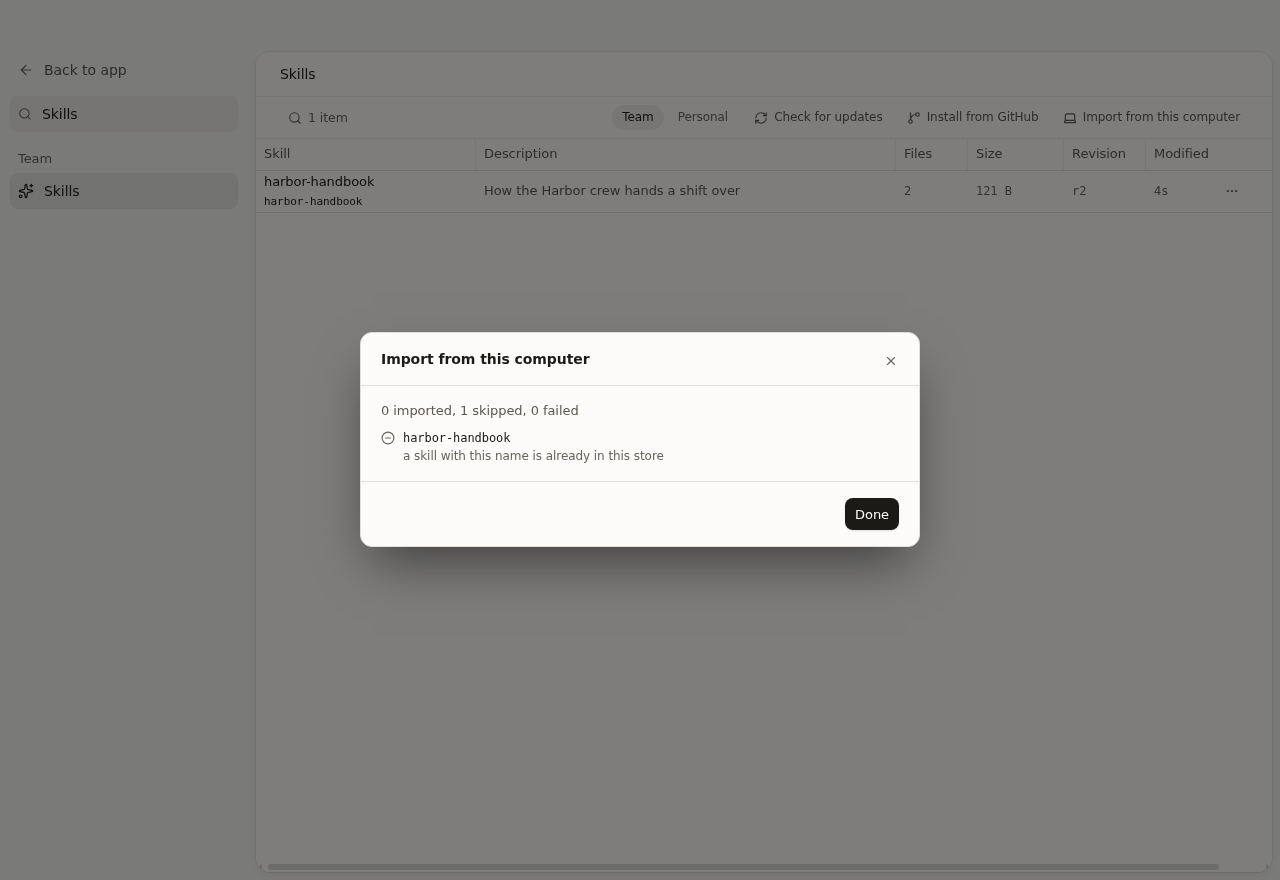 Back to app
Skills
Team
Skills
Skills
1 item
Team
Personal
Check for updates
Install from GitHub
Import from this computer
Skill
Description
Files
Size
Revision
Modified
harbor-handbook
harbor-handbook
How the Harbor crew hands a shift over
2
121 B
r2
4s
Import from this computer
0 imported, 1 skipped, 0 failed
harbor-handbook
a skill with this name is already in this store
Done